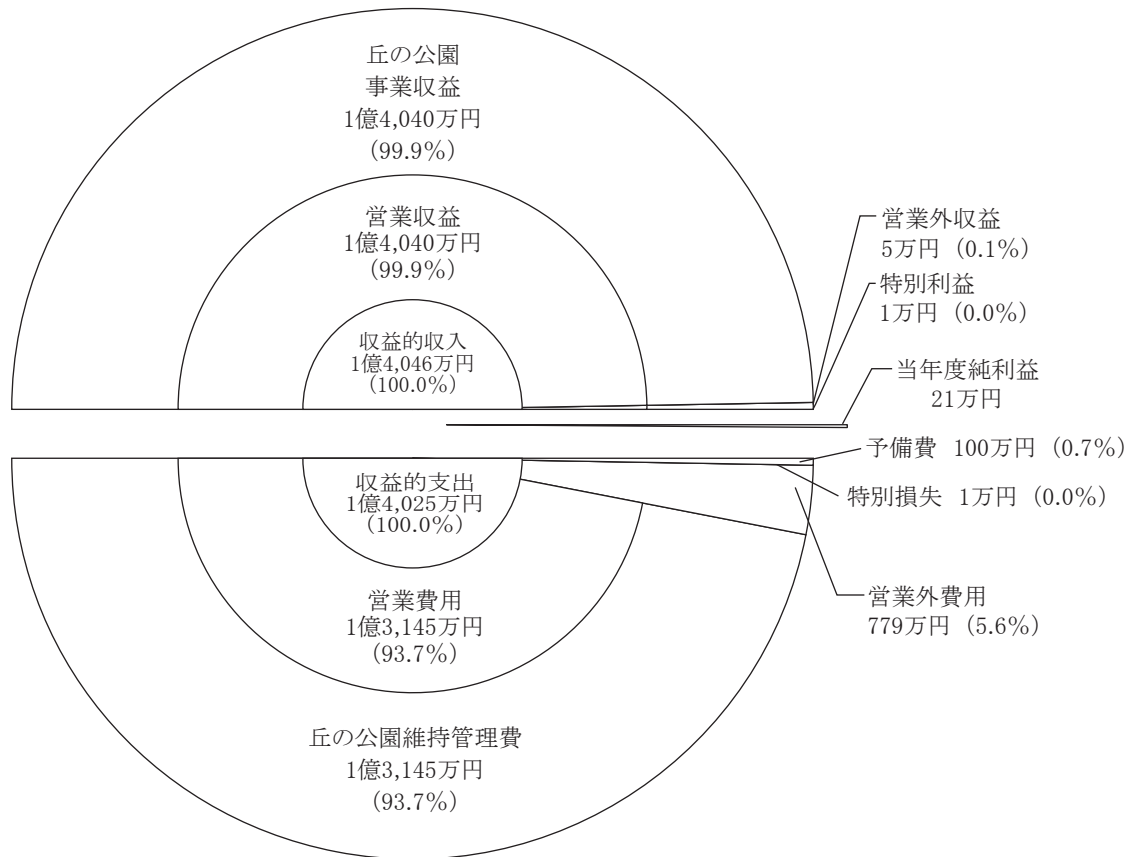 丘の公園
事業収益
1億4,040万円
(99.9%)
営業収益
1億4,040万円
(99.9%)
収益的収入
1億4,046万円
(100.0%)
営業外収益
5万円 (0.1%)
特別利益
1万円 (0.0%)
当年度純利益
21万円
予備費 100万円 (0.7%)
特別損失 1万円 (0.0%)
営業外費用
779万円 (5.6%)
収益的支出
1億4,025万円
(100.0%)
営業費用
1億3,145万円
(93.7%)
丘の公園維持管理費
1億3,145万円
(93.7%)